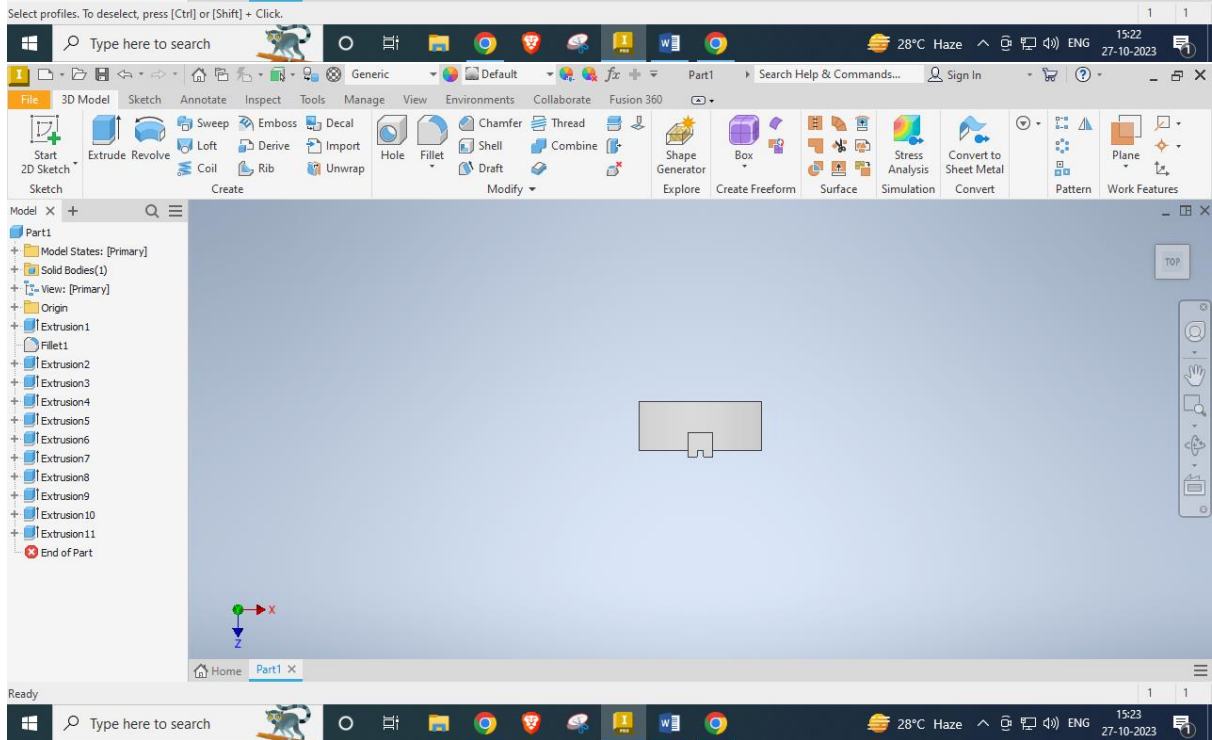 Select profiles. To deselect, press [Ctrl] or [Shift] + Click. 1 1
Type here to search 28°C Haze ENG 15:22
27-10-2023
Generic Default fx Part1 Search Help & Commands... Sign In
File 3D Model Sketch Annotate Inspect Tools Manage View Environments Collaborate Fusion 360
Start 2D Sketch Extrude Revolve Sweep Emboss Decal Hole Fillet Chamfer Thread Shape Generator Box Stress Analysis Convert to Sheet Metal Plane
Loft Derive Import Shell Combine
Coil Rib Unwrap Draft
Sketch Create Modify Explore Create Freeform Surface Simulation Convert Pattern Work Features
Model
Part1
Model States: [Primary]
Solid Bodies(1)
View: [Primary]
Origin
Extrusion1
Fillet1
Extrusion2
Extrusion3
Extrusion4
Extrusion5
Extrusion6
Extrusion7
Extrusion8
Extrusion9
Extrusion10
Extrusion11
End of Part
TOP
X
Z
Home Part1
Ready 1 1
Type here to search 28°C Haze ENG 15:23
27-10-2023